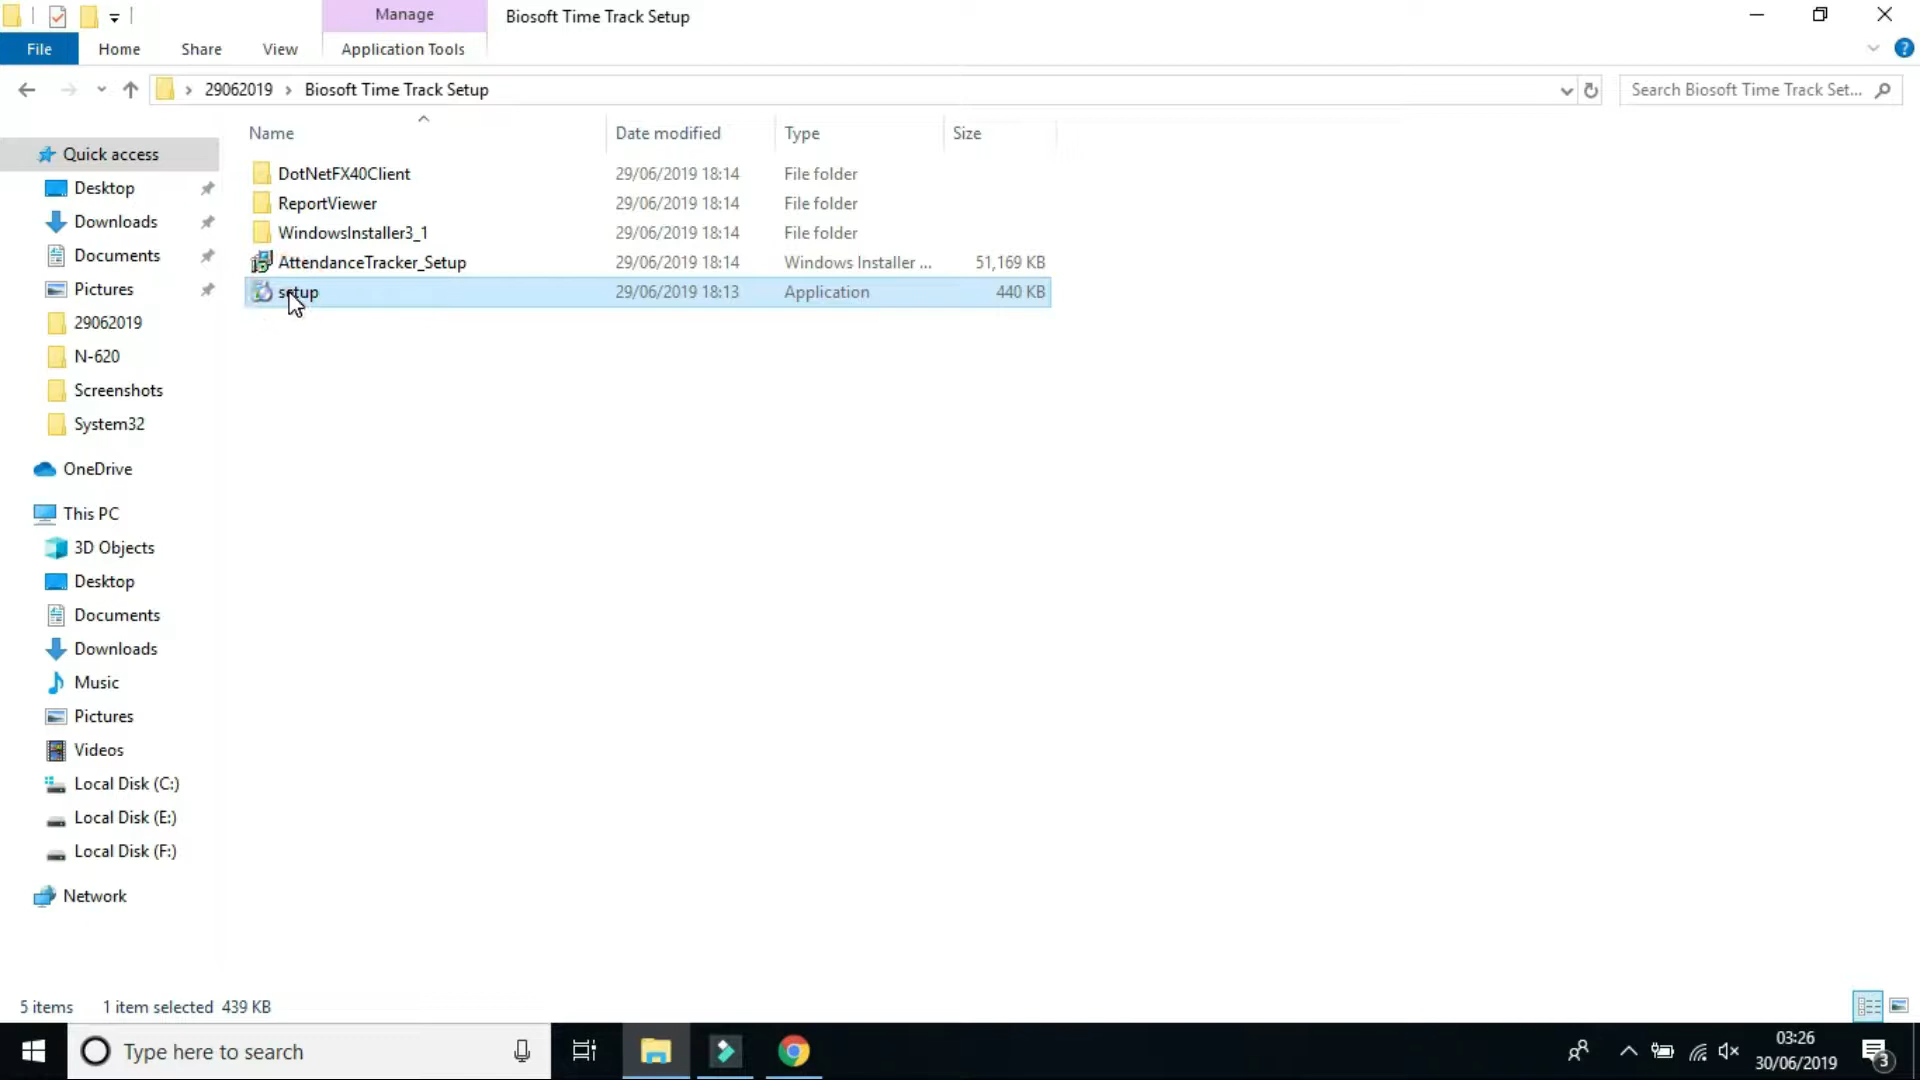 Manage
Biosoft Time Track Setup
File
Home
Share
View
Application Tools
29062019
Biosoft Time Track Setup
Search Biosoft Time Track Set...
Name
Date modified
Type
Size
Quick access
Desktop
Downloads
Documents
Pictures
29062019
N-620
Screenshots
System32
OneDrive
This PC
3D Objects
Desktop
Documents
Downloads
Music
Pictures
Videos
Local Disk (C:)
Local Disk (E:)
Local Disk (F:)
Network
DotNetFX40Client 29/06/2019 18:14 File folder
ReportViewer 29/06/2019 18:14 File folder
WindowsInstaller3_1 29/06/2019 18:14 File folder
AttendanceTracker_Setup 29/06/2019 18:14 Windows Installer ... 51,169 KB
setup 29/06/2019 18:13 Application 440 KB
5 items 1 item selected 439 KB
Type here to search
03:26
30/06/2019
3